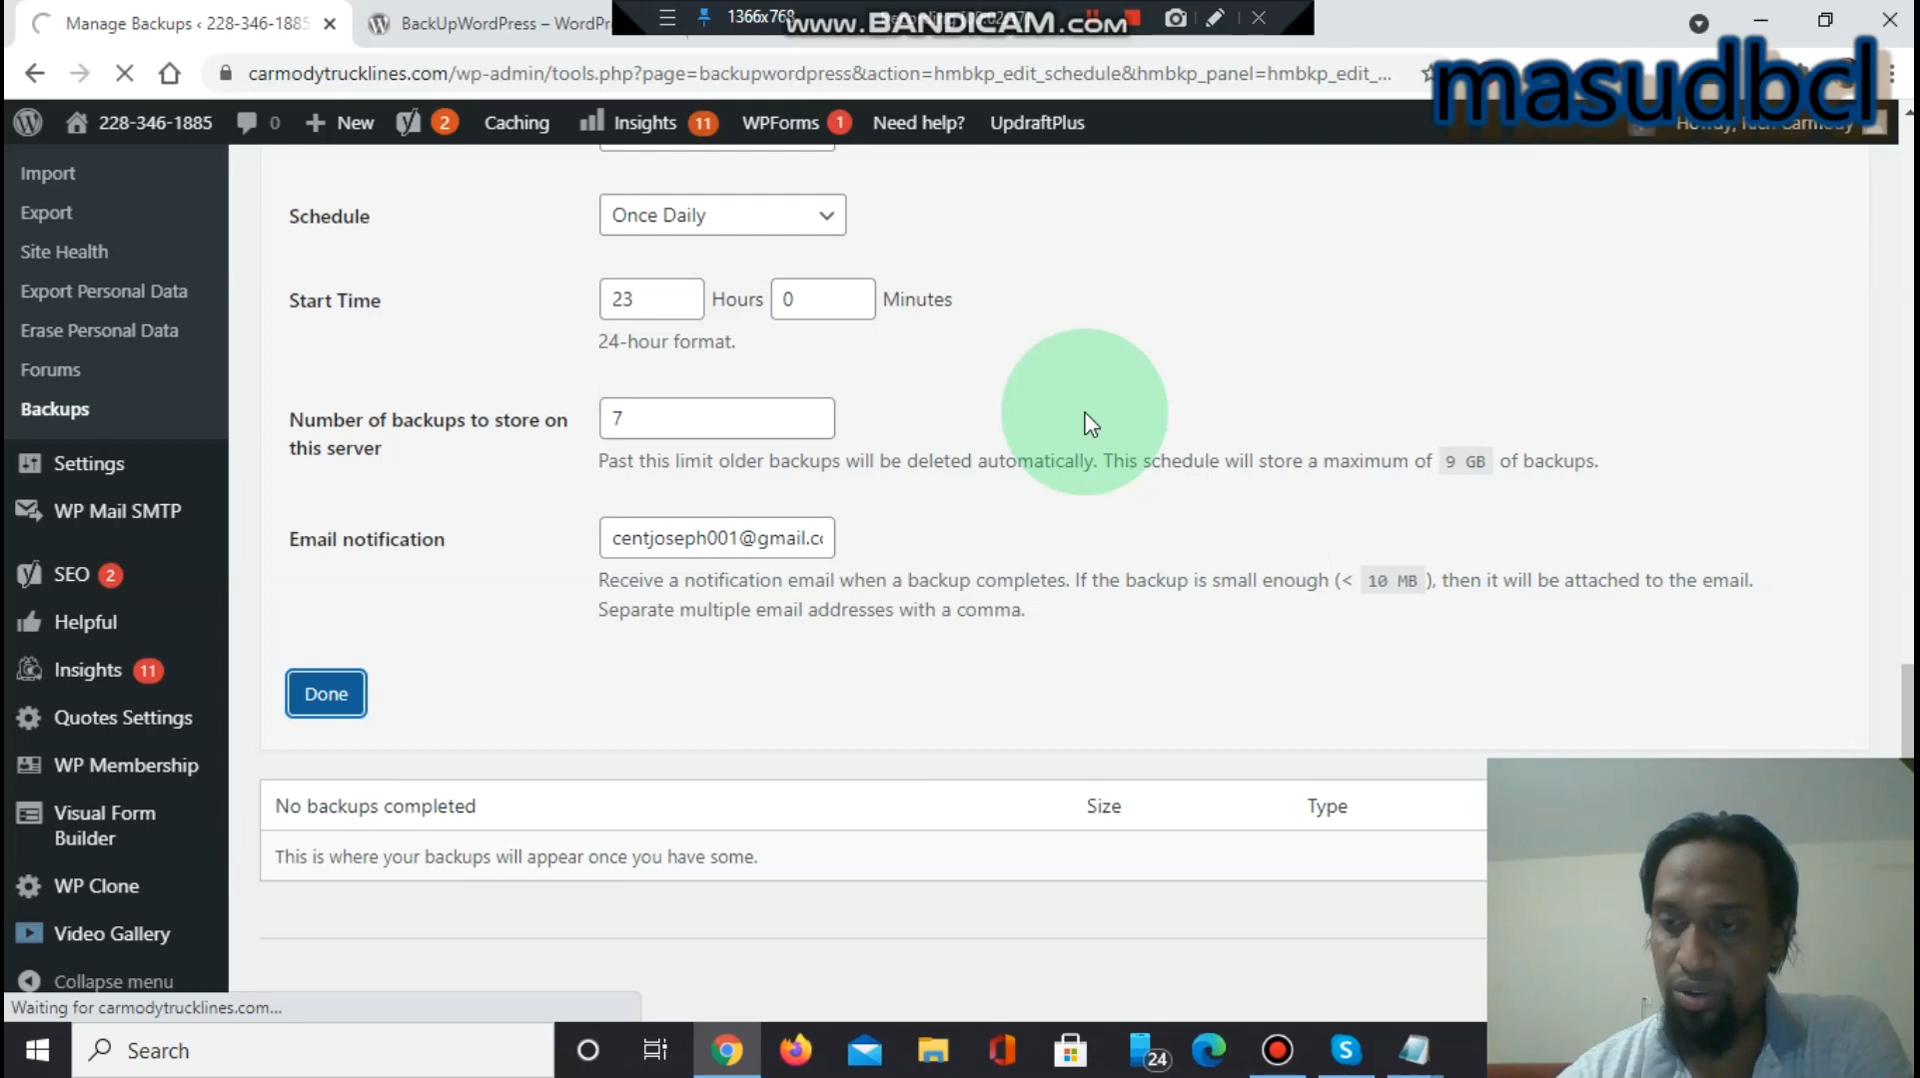 Manage Backups ‹ 228-346-1885
BackUpWordPress – WordPr
1366x768
www.BANDICAM.com
masudbcl
carmodytrucklines.com/wp-admin/tools.php?page=backupwordpress&action=hmbkp_edit_schedule&hmbkp_panel=hmbkp_edit_...
228-346-1885
0
New
2
Caching
Insights
11
WPForms
1
Need help?
UpdraftPlus
Import
Export
Site Health
Export Personal Data
Erase Personal Data
Forums
Backups
Settings
WP Mail SMTP
SEO
2
Helpful
Insights
11
Quotes Settings
WP Membership
Visual Form
Builder
WP Clone
Video Gallery
Collapse menu
Schedule
Once Daily
Start Time
23
Hours
0
Minutes
24-hour format.
Number of backups to store on
this server
7
Past this limit older backups will be deleted automatically. This schedule will store a maximum of 9 GB of backups.
Email notification
centjoseph001@gmail.co
Receive a notification email when a backup completes. If the backup is small enough (< 10 MB ), then it will be attached to the email.
Separate multiple email addresses with a comma.
Done
No backups completed
Size
Type
This is where your backups will appear once you have some.
Waiting for carmodytrucklines.com...
Search
24